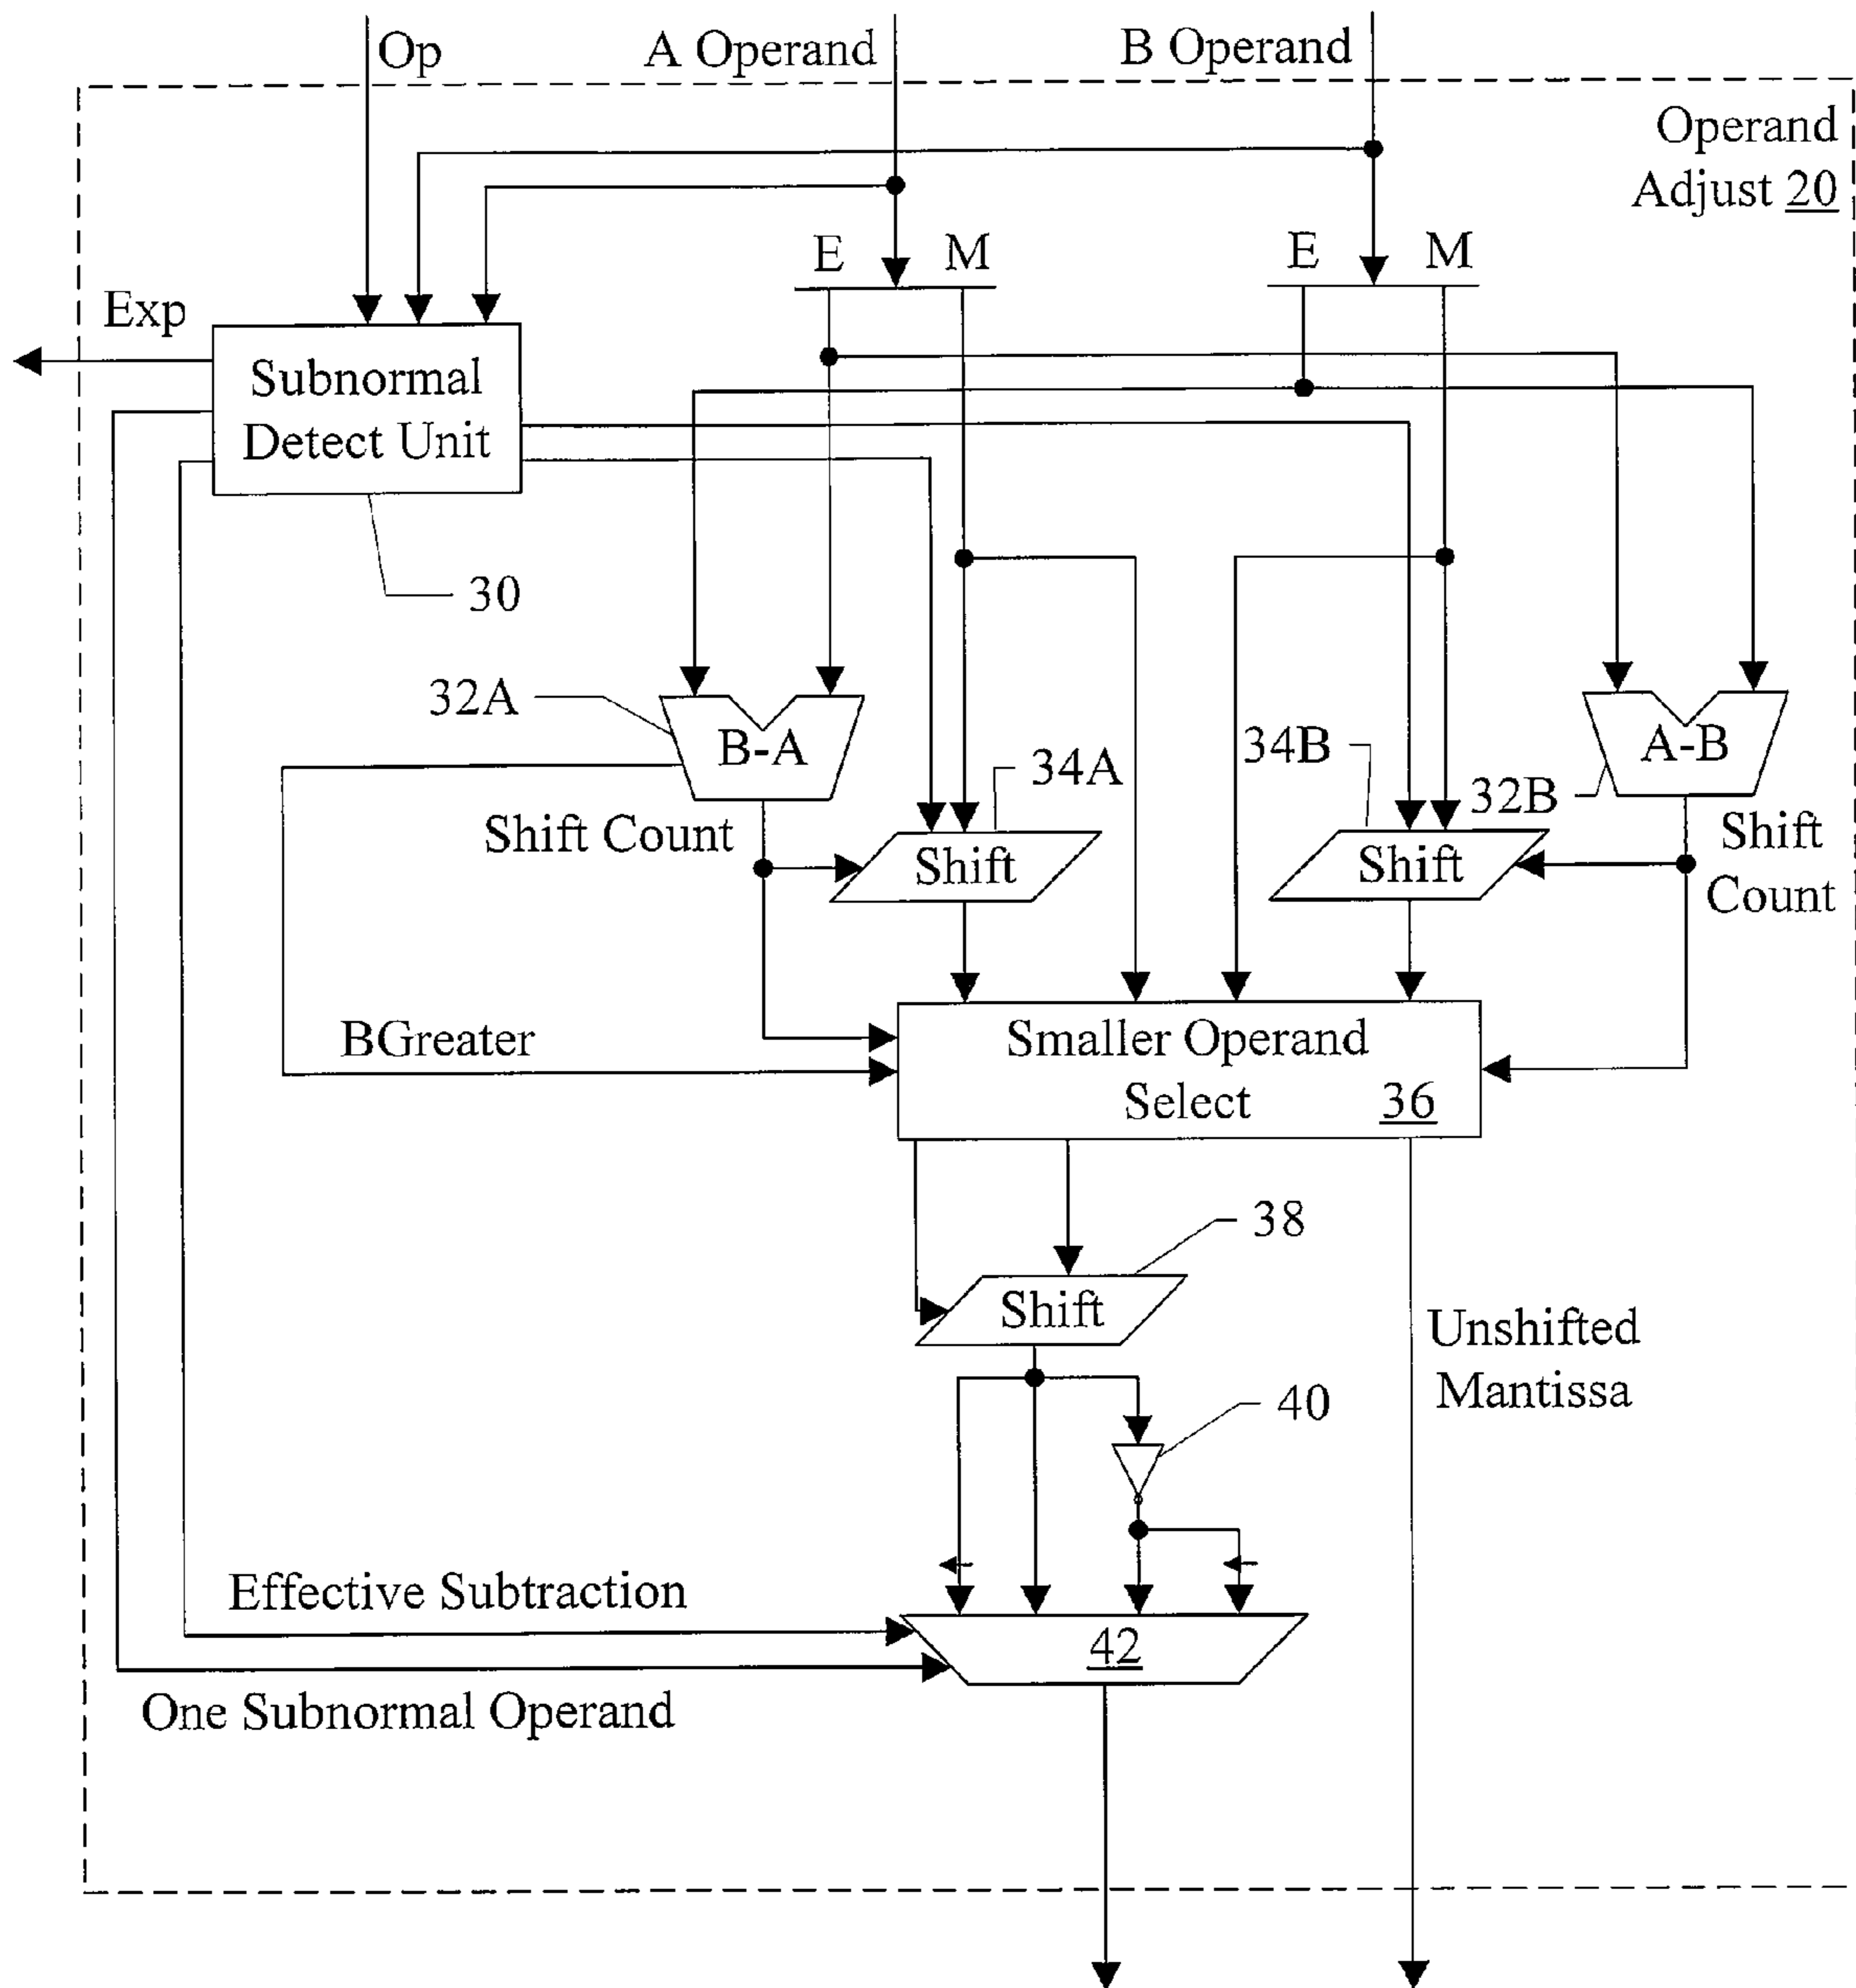 Op
A Operand
B Operand
Operand
Adjust 20
E
M
E
M
Exp
Subnormal
Detect Unit
30
32A
B-A
34A
34B
A-B
32B
Shift Count
Shift
Shift
Shift
Count
BGreater
Smaller Operand
Select
36
38
Shift
Unshifted
Mantissa
40
Effective Subtraction
42
One Subnormal Operand